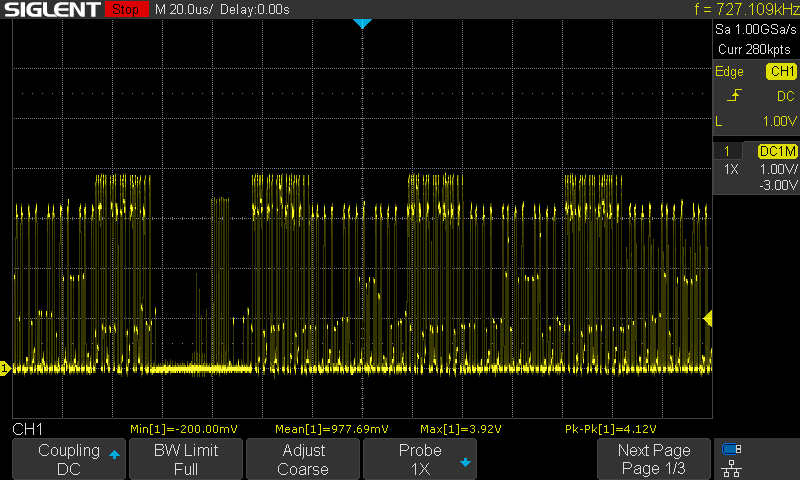 SIGLENT Stop M 20.0us/ Delay:0.00s f = 727.109kHz
Sa 1.00GSa/s
Curr 280kpts
Edge CH1
DC
L 1.00V
1 DC1M
1X 1.00V/
-3.00V
1
CH1 Min[1]=-200.00mV Mean[1]=977.69mV Max[1]=3.92V Pk-Pk[1]=4.12V
Coupling BW Limit Adjust Probe Next Page
DC Full Coarse 1X Page 1/3